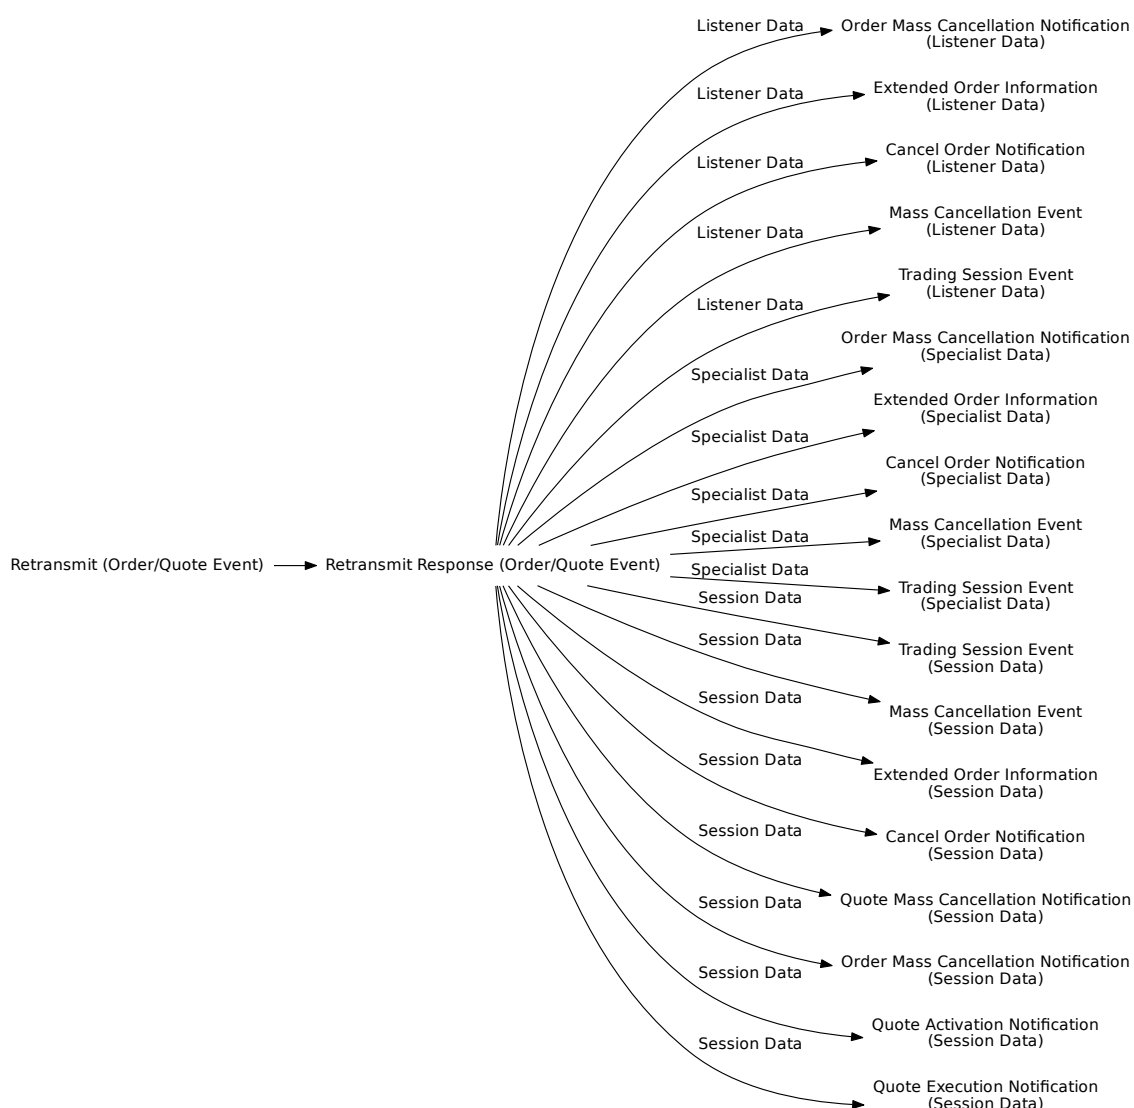 Listener Data
Order Mass Cancellation Notification
(Listener Data)
Listener Data
Extended Order Information
(Listener Data)
Listener Data
Cancel Order Notification
(Listener Data)
Listener Data
Mass Cancellation Event
(Listener Data)
Listener Data
Trading Session Event
(Listener Data)
Specialist Data
Order Mass Cancellation Notification
(Specialist Data)
Specialist Data
Extended Order Information
(Specialist Data)
Specialist Data
Cancel Order Notification
(Specialist Data)
Specialist Data
Mass Cancellation Event
(Specialist Data)
Retransmit (Order/Quote Event)
Retransmit Response (Order/Quote Event)
Specialist Data
Trading Session Event
(Specialist Data)
Session Data
Trading Session Event
(Session Data)
Session Data
Mass Cancellation Event
(Session Data)
Session Data
Extended Order Information
(Session Data)
Session Data
Cancel Order Notification
(Session Data)
Session Data
Quote Mass Cancellation Notification
(Session Data)
Session Data
Order Mass Cancellation Notification
(Session Data)
Session Data
Quote Activation Notification
(Session Data)
Session Data
Quote Execution Notification
(Session Data)